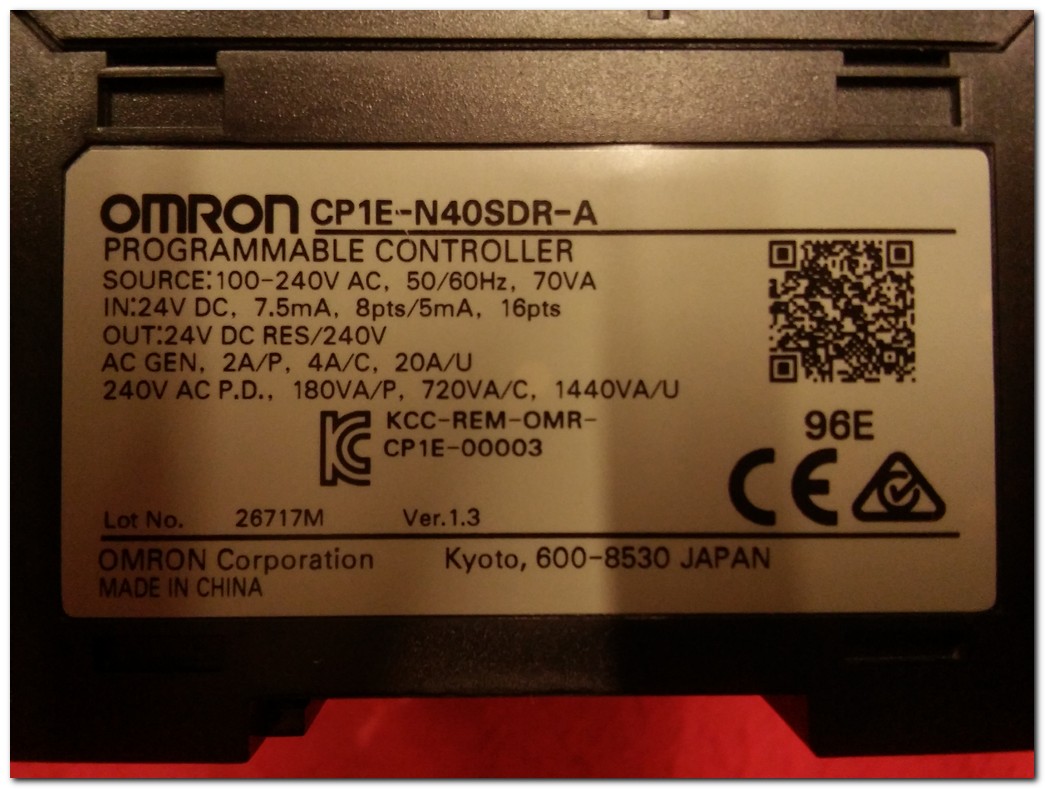 OMRON CP1E-N40SDR-A
PROGRAMMABLE CONTROLLER
SOURCE:100-240V AC, 50/60Hz, 70VA
IN:24V DC, 7.5mA, 8pts/5mA, 16pts
OUT:24V DC RES/240V
AC GEN, 2A/P, 4A/C, 20A/U
240V AC P.D., 180VA/P, 720VA/C, 1440VA/U
KCC-REM-OMR-
CP1E-00003
96E
CE
Lot No. 26717M Ver.1.3
OMRON Corporation Kyoto, 600-8530 JAPAN
MADE IN CHINA